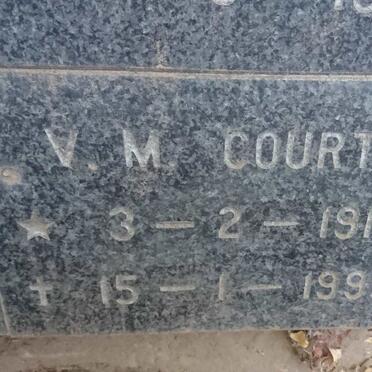 V. M. COURT
★ 3 – 2 – 191
✝ 15 – 1 – 199